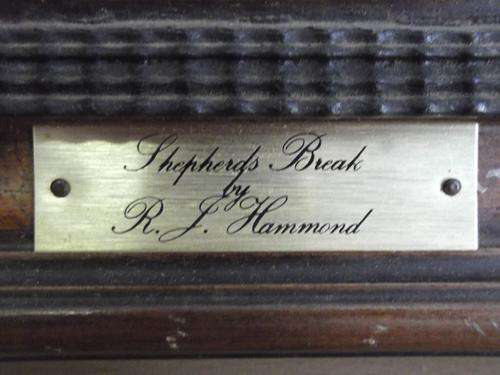 Shepherds Break
by
R. J. Hammond